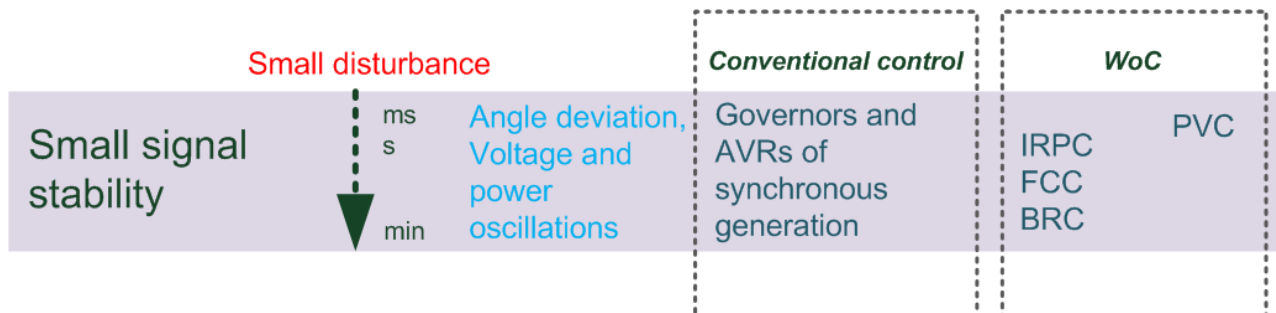 Small disturbance
Conventional control
WoC
Small signal
stability
ms
s
min
Angle deviation,
Voltage and
power
oscillations
Governors and
AVRs of
synchronous
generation
IRPC
FCC
BRC
PVC